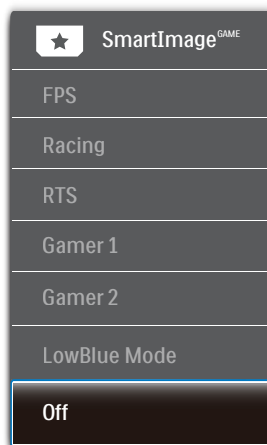 SmartImage GAME
FPS
Racing
RTS
Gamer 1
Gamer 2
LowBlue Mode
Off